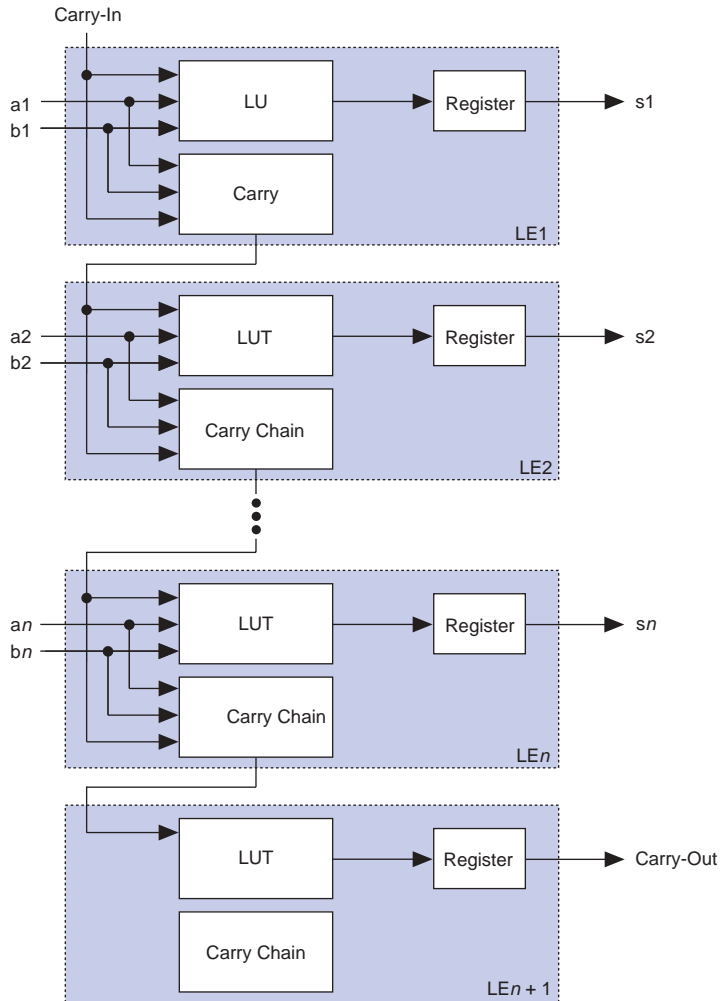 Carry-In
a1
b1
LU
Register
s1
Carry
LE1
a2
b2
LUT
Register
s2
Carry Chain
LE2
an
bn
LUT
Register
sn
Carry Chain
LEn
LUT
Register
Carry-Out
Carry Chain
LEn + 1